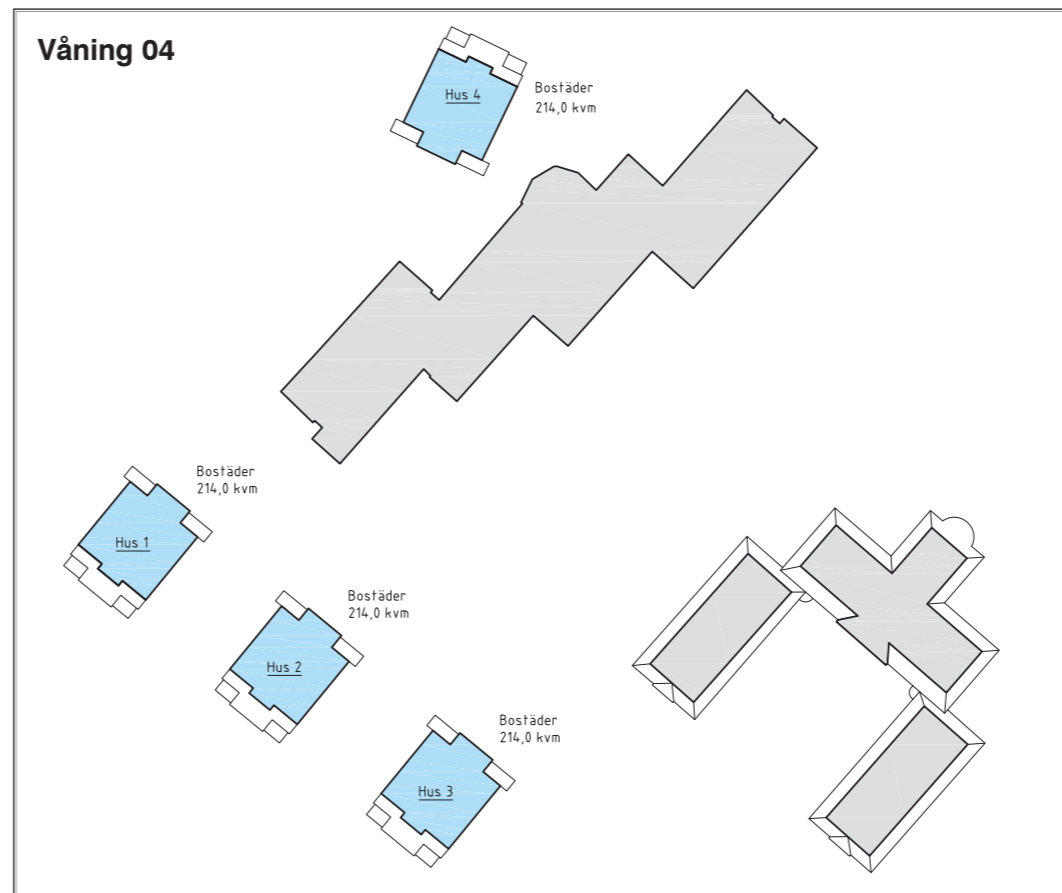 Våning 04
Hus 4
Bostäder
214,0 kvm
Bostäder
214,0 kvm
Hus 1
Bostäder
214,0 kvm
Hus 2
Bostäder
214,0 kvm
Hus 3